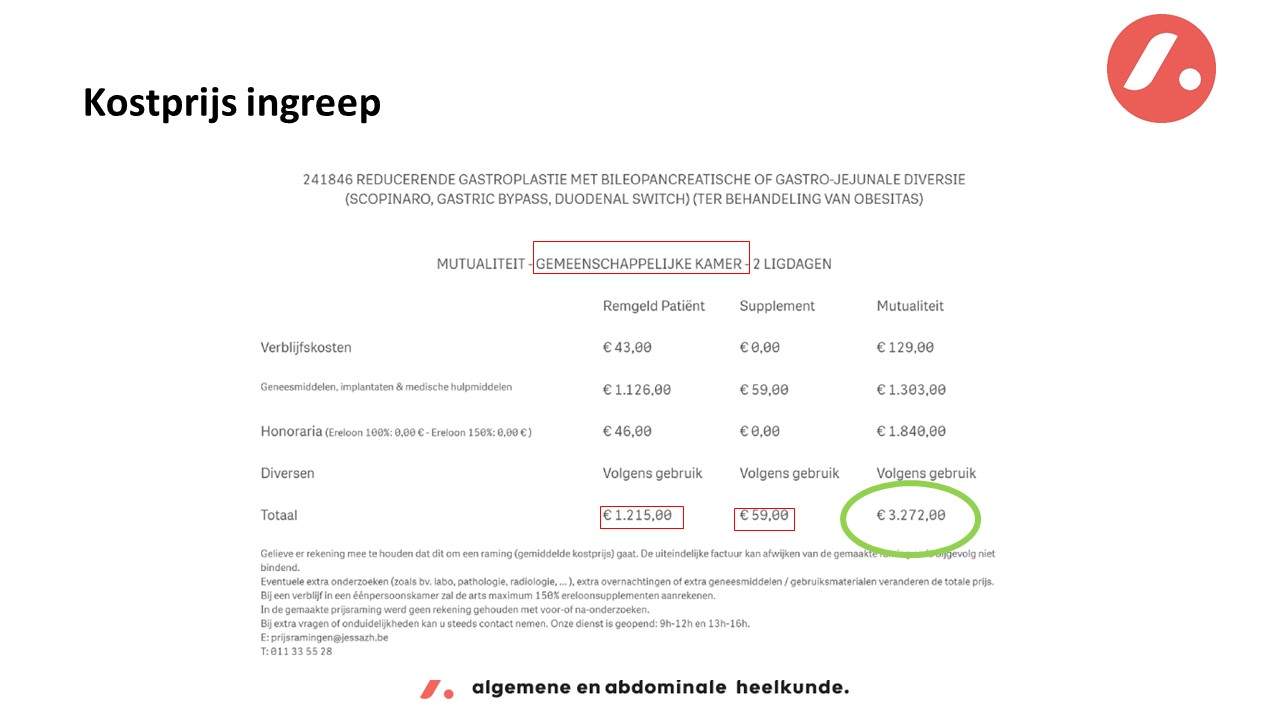 Kostprijs ingreep
241846 REDUCERENDE GASTROPLASTIE MET BILEOPANCREATISCHE OF GASTRO-JEJUNALE DIVERSIE
(SCOPINARO, GASTRIC BYPASS, DUODENAL SWITCH) (TER BEHANDELING VAN OBESITAS)
MUTUALITEIT - GEMEENSCHAPPELIJKE KAMER - 2 LIGDAGEN
Remgeld Patiënt Supplement Mutualiteit
Verblijfskosten € 43,00 € 0,00 € 129,00
Geneesmiddelen, implantaten & medische hulpmiddelen € 1.126,00 € 59,00 € 1.303,00
Honoraria (Ereloon 100%: 0,00 € - Ereloon 150%: 0,00 € ) € 46,00 € 0,00 € 1.840,00
Diversen Volgens gebruik Volgens gebruik Volgens gebruik
Totaal € 1.215,00 € 59,00 € 3.272,00
Gelieve er rekening mee te houden dat dit om een raming (gemiddelde kostprijs) gaat. De uiteindelijke factuur kan afwijken van de gemaakte niet
bindend.
Eventuele extra onderzoeken (zoals bv. labo, pathologie, radiologie, ... ), extra overnachtingen of extra geneesmiddelen / gebruiksmaterialen veranderen de totale prijs.
Bij een verblijf in een éénpersoonskamer zal de arts maximum 150% ereloonsupplementen aanrekenen.
In de gemaakte prijsraming werd geen rekening gehouden met voor-of na-onderzoeken.
Bij extra vragen of onduidelijkheden kan u steeds contact nemen. Onze dienst is geopend: 9h-12h en 13h-16h.
E: prijsramingen@jessazh.be
T: 011 33 55 28
algemene en abdominale heelkunde.